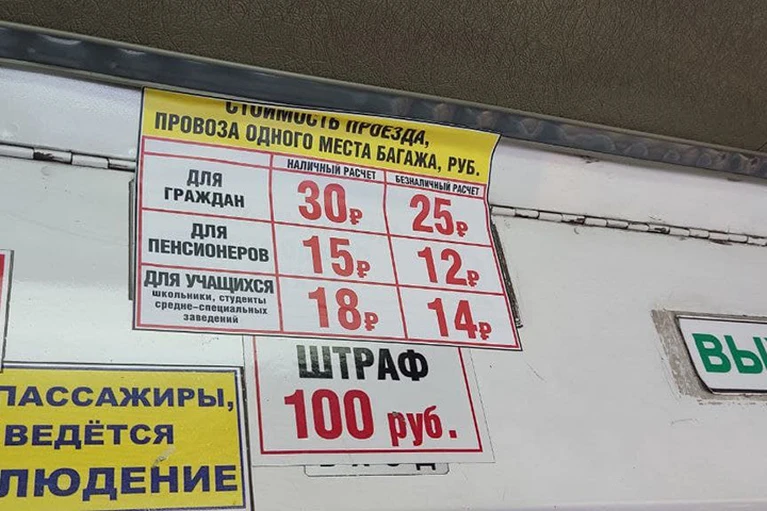 СТОИМОСТЬ ПРОЕЗДА,
ПРОВОЗА ОДНОГО МЕСТА БАГАЖА, РУБ.
НАЛИЧНЫЙ РАСЧЕТ БЕЗНАЛИЧНЫЙ РАСЧЕТ
ДЛЯ
ГРАЖДАН
30₽ 25₽
ДЛЯ
ПЕНСИОНЕРОВ
15₽ 12₽
ДЛЯ УЧАЩИХСЯ
школьники, студенты
средне-специальных
заведений
18₽ 14₽
ШТРАФ
100 руб.
ПАССАЖИРЫ,
ВЕДЁТСЯ
ЛЮДЕНИЕ
ВЫ